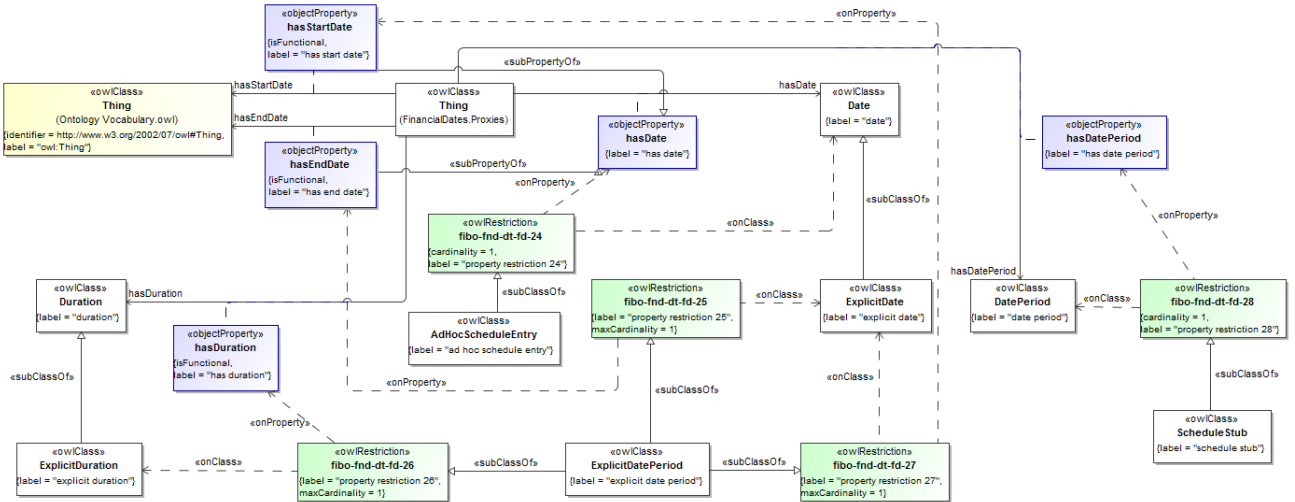 «objectProperty»
hasStartDate
{isFunctional,
label = "has start date"}
«onProperty»
«subPropertyOf»
«owlClass»
Thing
(Ontology Vocabulary.owl)
{identifier = http://www.w3.org/2002/07/owl#Thing,
label = "owl:Thing"}
hasStartDate
hasEndDate
«owlClass»
Thing
(FinancialDates.Proxies)
hasDate
«owlClass»
Date
{label = "date"}
«objectProperty»
hasDate
{label = "has date"}
«objectProperty»
hasDatePeriod
{label = "has date period"}
«objectProperty»
hasEndDate
{isFunctional,
label = "has end date"}
«subPropertyOf»
«onProperty»
«subClassOf»
«onProperty»
«owlRestriction»
fibo-fnd-dt-fd-24
{cardinality = 1,
label = "property restriction 24"}
«onClass»
hasDatePeriod
«owlClass»
Duration
{label = "duration"}
hasDuration
«subClassOf»
«owlRestriction»
fibo-fnd-dt-fd-25
{label = "property restriction 25",
maxCardinality = 1}
«onClass»
«owlClass»
ExplicitDate
{label = "explicit date"}
«owlClass»
DatePeriod
{label = "date period"}
«onClass»
«owlRestriction»
fibo-fnd-dt-fd-28
{cardinality = 1,
label = "property restriction 28"}
«objectProperty»
hasDuration
{isFunctional,
label = "has duration"}
«owlClass»
AdHocScheduleEntry
{label = "ad hoc schedule entry"}
«subClassOf»
«onProperty»
«subClassOf»
«onClass»
«subClassOf»
«onProperty»
«owlClass»
ScheduleStub
{label = "schedule stub"}
«owlClass»
ExplicitDuration
{label = "explicit duration"}
«onClass»
«owlRestriction»
fibo-fnd-dt-fd-26
{label = "property restriction 26",
maxCardinality = 1}
«subClassOf»
«owlClass»
ExplicitDatePeriod
{label = "explicit date period"}
«subClassOf»
«owlRestriction»
fibo-fnd-dt-fd-27
{label = "property restriction 27",
maxCardinality = 1}